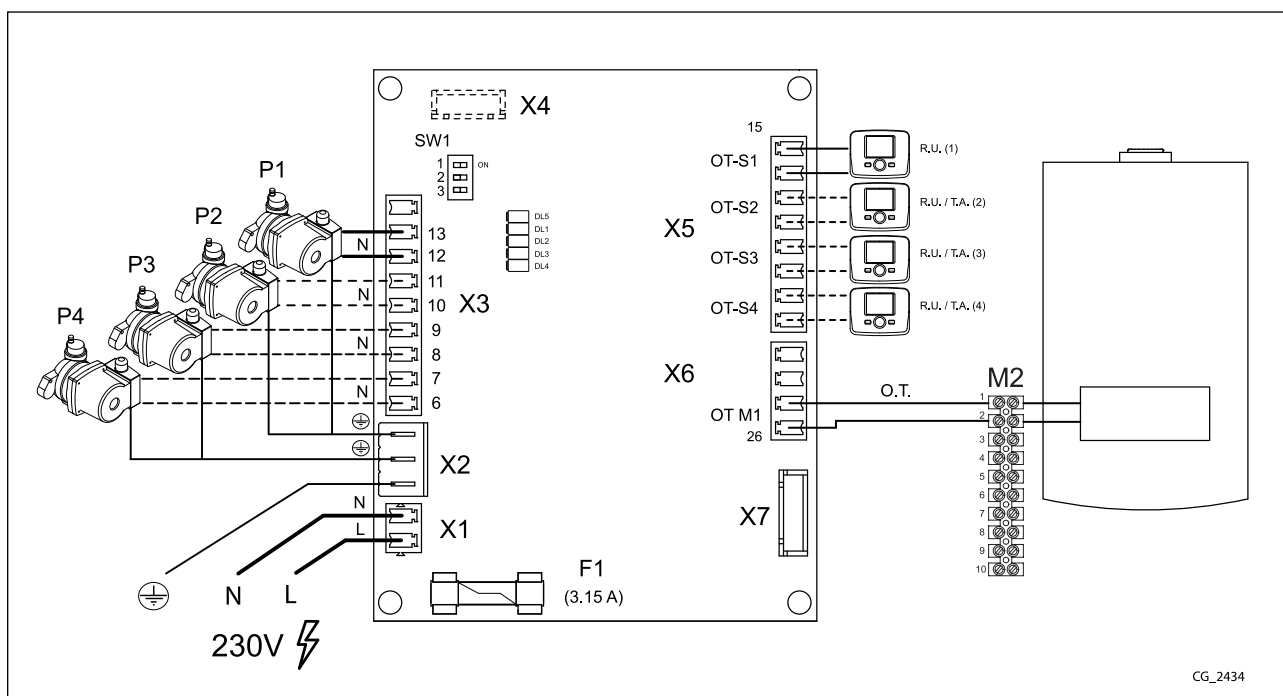 X4
SW1
1
2
3
ON
15
OT-S1
OT-S2
OT-S3
OT-S4
R.U. (1)
R.U. / T.A. (2)
R.U. / T.A. (3)
R.U. / T.A. (4)
P1
P2
P3
P4
DL5
DL1
DL2
DL3
DL4
13
N
12
11
N
10
9
N
8
7
N
6
X3
X5
X6
OT M1
26
O.T.
M2
1
2
3
4
5
6
7
8
9
10
X2
N
L
X1
X7
N
L
230V
F1
(3.15 A)
CG_2434